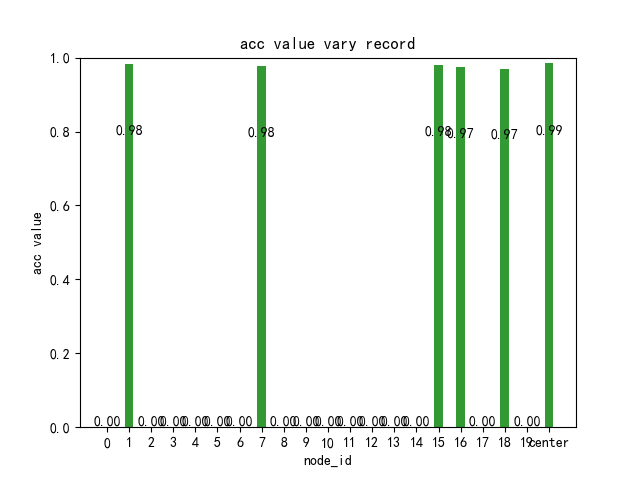 acc value vary record
1.0
0.8
0.6
0.4
0.2
0.0
acc value
0.98 0.98 0.98 0.97 0.97 0.99
0.00 0.00 0.00 0.00 0.00 0.00 0.00 0.00 0.00 0.00 0.00 0.00 0.00 0.00 0.00
0 1 2 3 4 5 6 7 8 9 10 11 12 13 14 15 16 17 18 19 center
node_id